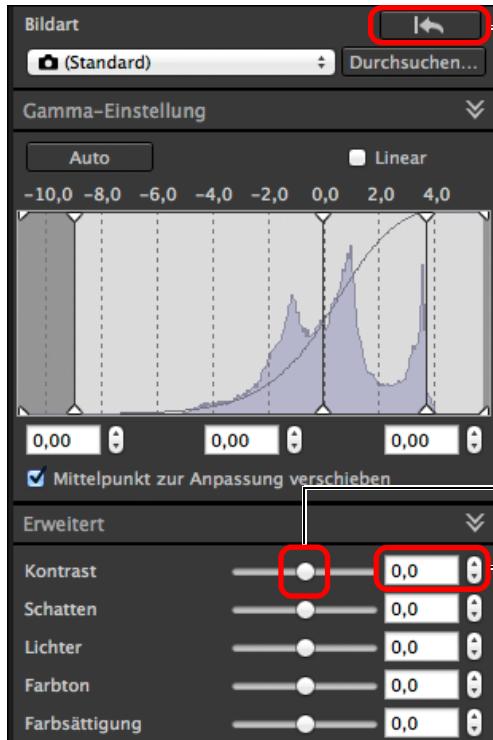 Bildart
(Standard)
Durchsuchen...
Gamma-Einstellung
Auto
Linear
-10,0 -8,0 -6,0 -4,0 -2,0 0,0 2,0 4,0
0,00 0,00 0,00
Mittelpunkt zur Anpassung verschieben
Erweitert
Kontrast 0,0
Schatten 0,0
Lichter 0,0
Farbton 0,0
Farbsättigung 0,0